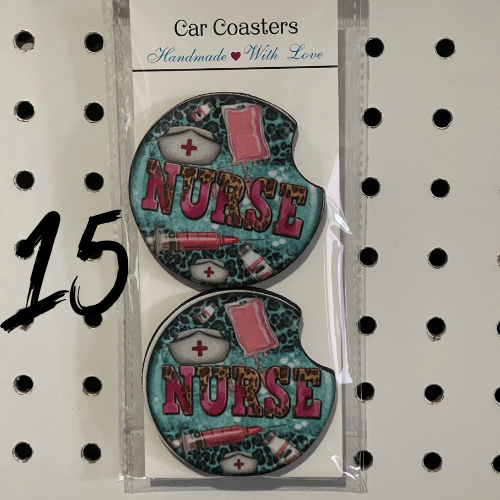 Car Coasters
Handmade With Love
NURSE
15
NURSE